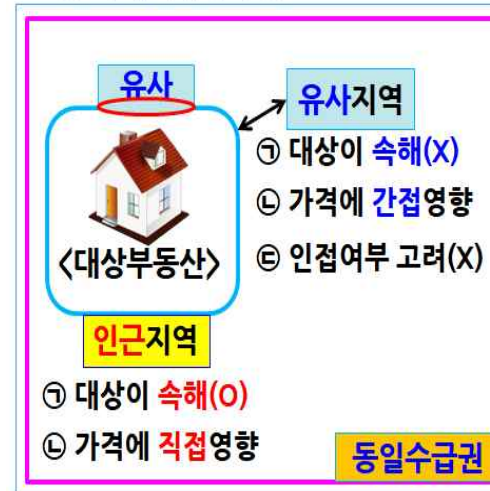 유사
유사지역
㉠ 대상이 속해(X)
㉡ 가격에 간접영향
㉢ 인접여부 고려(X)
<대상부동산>
인근지역
㉠ 대상이 속해(O)
㉡ 가격에 직접영향
동일수급권